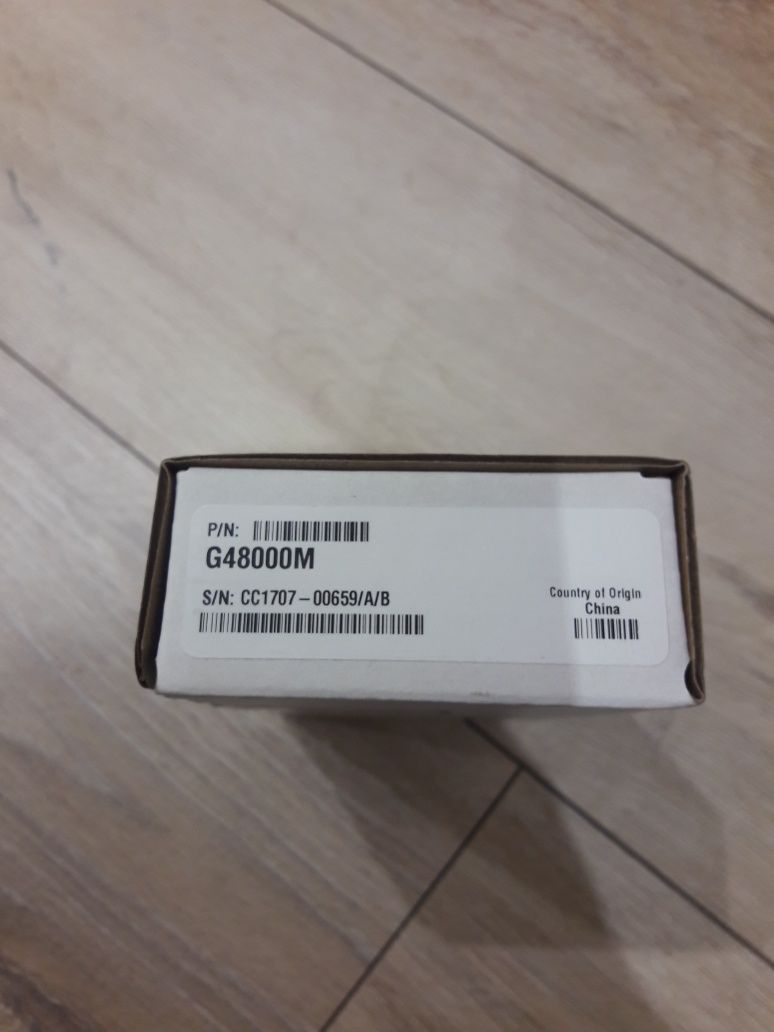 P/N:
G48000M
S/N: CC1707-00659/A/B
Country of Origin
China